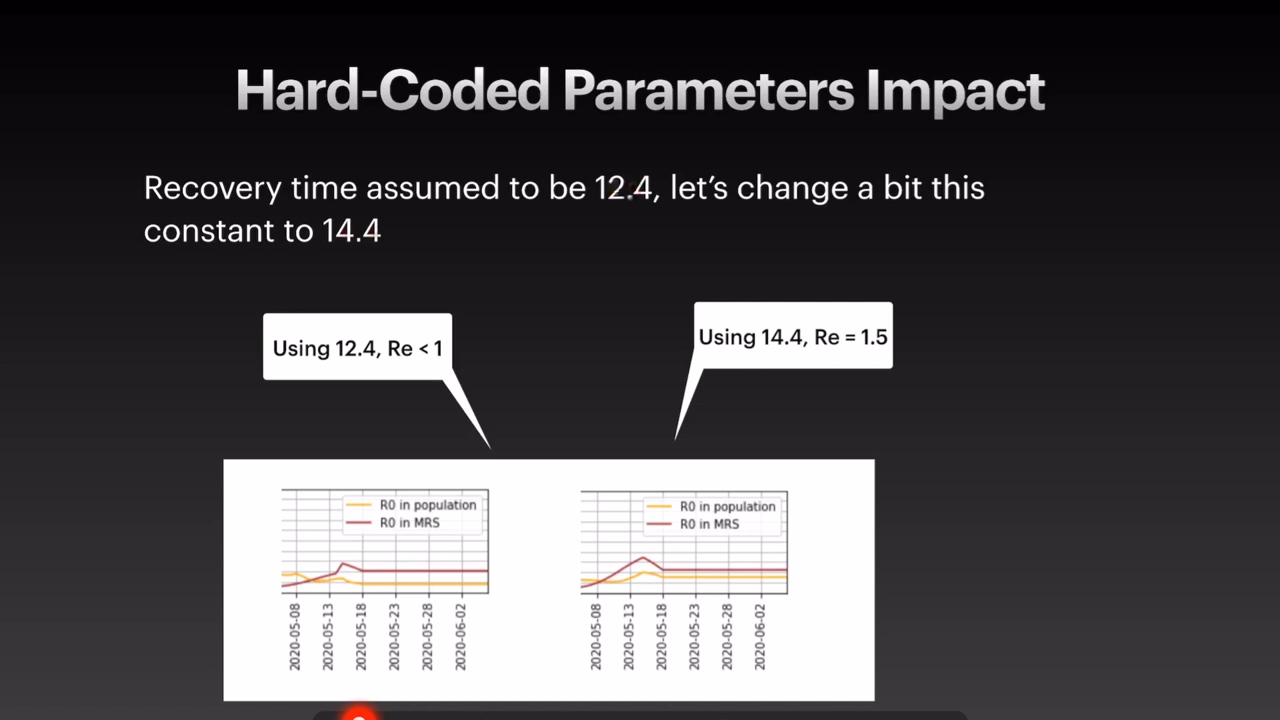 Hard-Coded Parameters Impact
Recovery time assumed to be 12.4, let’s change a bit this
constant to 14.4
Using 12.4, Re < 1
Using 14.4, Re = 1.5
R0 in population
R0 in MRS
2020-05-08
2020-05-13
2020-05-18
2020-05-23
2020-05-28
2020-06-02
R0 in population
R0 in MRS
2020-05-08
2020-05-13
2020-05-18
2020-05-23
2020-05-28
2020-06-02